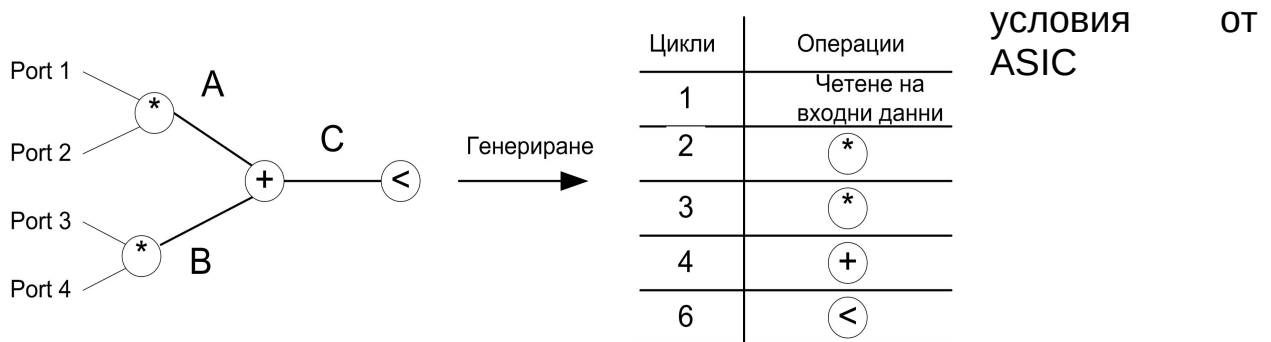 условия от
ASIC
Port 1
Port 2
Port 3
Port 4
*
*
A
B
+
C
<
Генериране
Цикли Операции
1 Четене на
входни данни
2 *
3 *
4 +
6 <